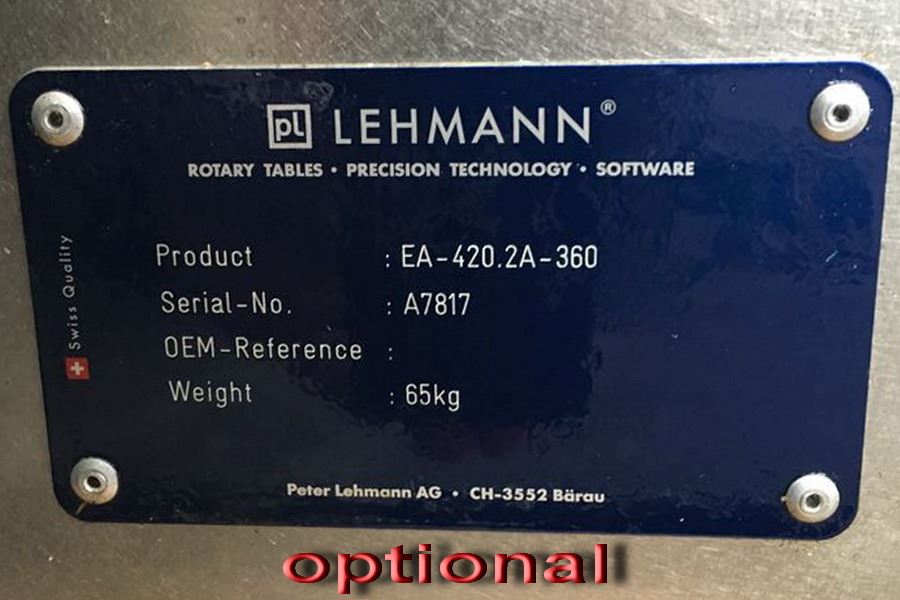 pl LEHMANN®
ROTARY TABLES • PRECISION TECHNOLOGY • SOFTWARE
Swiss Quality
Product : EA-420.2A-360
Serial-No. : A7817
OEM-Reference :
Weight : 65kg
Peter Lehmann AG • CH-3552 Bärau
optional